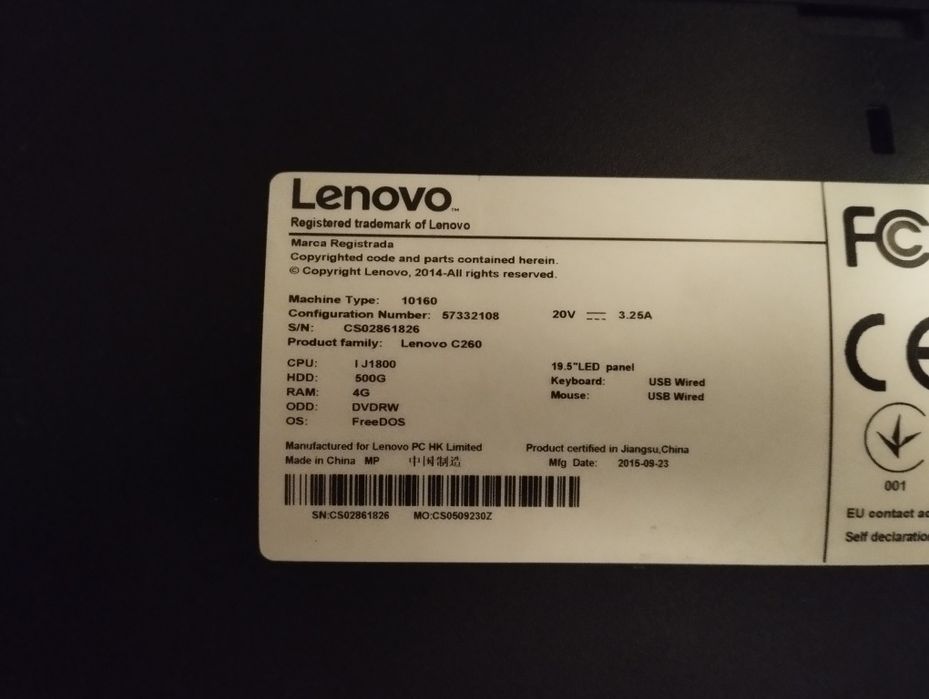 Lenovo™
Registered trademark of Lenovo
Marca Registrada
Copyrighted code and parts contained herein.
© Copyright Lenovo, 2014-All rights reserved.
Machine Type: 10160
Configuration Number: 57332108
S/N: CS02861826
Product family: Lenovo C260
20V 3.25A
CPU: I J1800
HDD: 500G
RAM: 4G
ODD: DVDRW
OS: FreeDOS
19.5"LED panel
Keyboard: USB Wired
Mouse: USB Wired
Manufactured for Lenovo PC HK Limited
Made in China MP 中国制造
Product certified in Jiangsu,China
Mfg Date: 2015-09-23
SN:CS02861826 MO:CS0509230Z
FC
CE
001
EU contact
Self